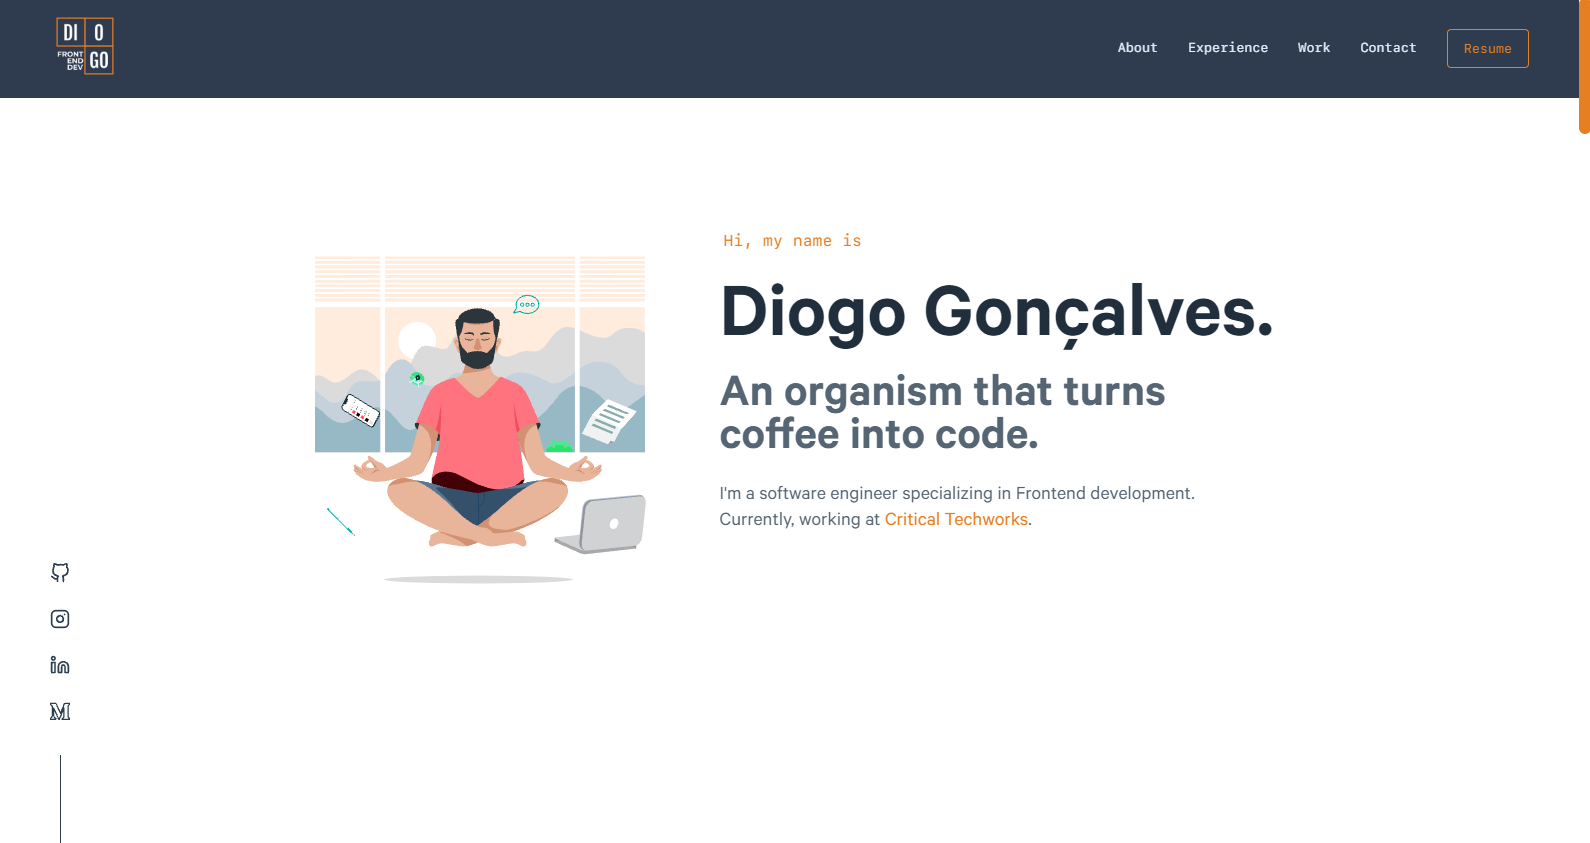 DI O
FRONT
END
DEV
GO
About Experience Work Contact Resume
Hi, my name is
Diogo Gonçalves.
An organism that turns
coffee into code.
I'm a software engineer specializing in Frontend development.
Currently, working at Critical Techworks.